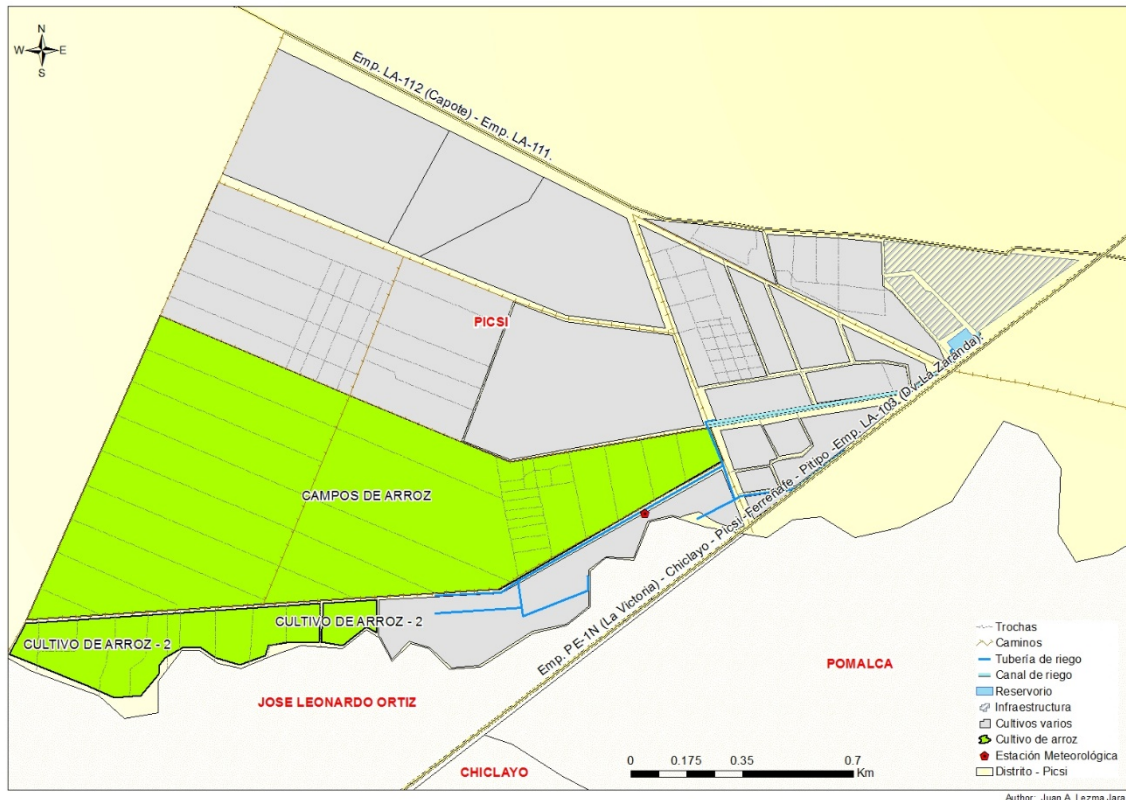 N
W E
S
Emp. LA-112 (Capote) - Emp. LA-111.
PICSI
Emp. PE-1N (La Victoria) - Chiclayo - Picsi -Ferreñafe - Pitipo -Emp. LA-103 (Dv. La Zaranda).
CAMPOS DE ARROZ
CULTIVO DE ARROZ - 2
CULTIVO DE ARROZ - 2
JOSE LEONARDO ORTIZ
POMALCA
CHICLAYO
Trochas
Caminos
Tubería de riego
Canal de riego
Reservorio
Infraestructura
Cultivos varios
Cultivo de arroz
Estación Meteorológica
Distrito - Picsi
0 0.175 0.35 0.7
Km
Author: Juan A. Lezma Jara